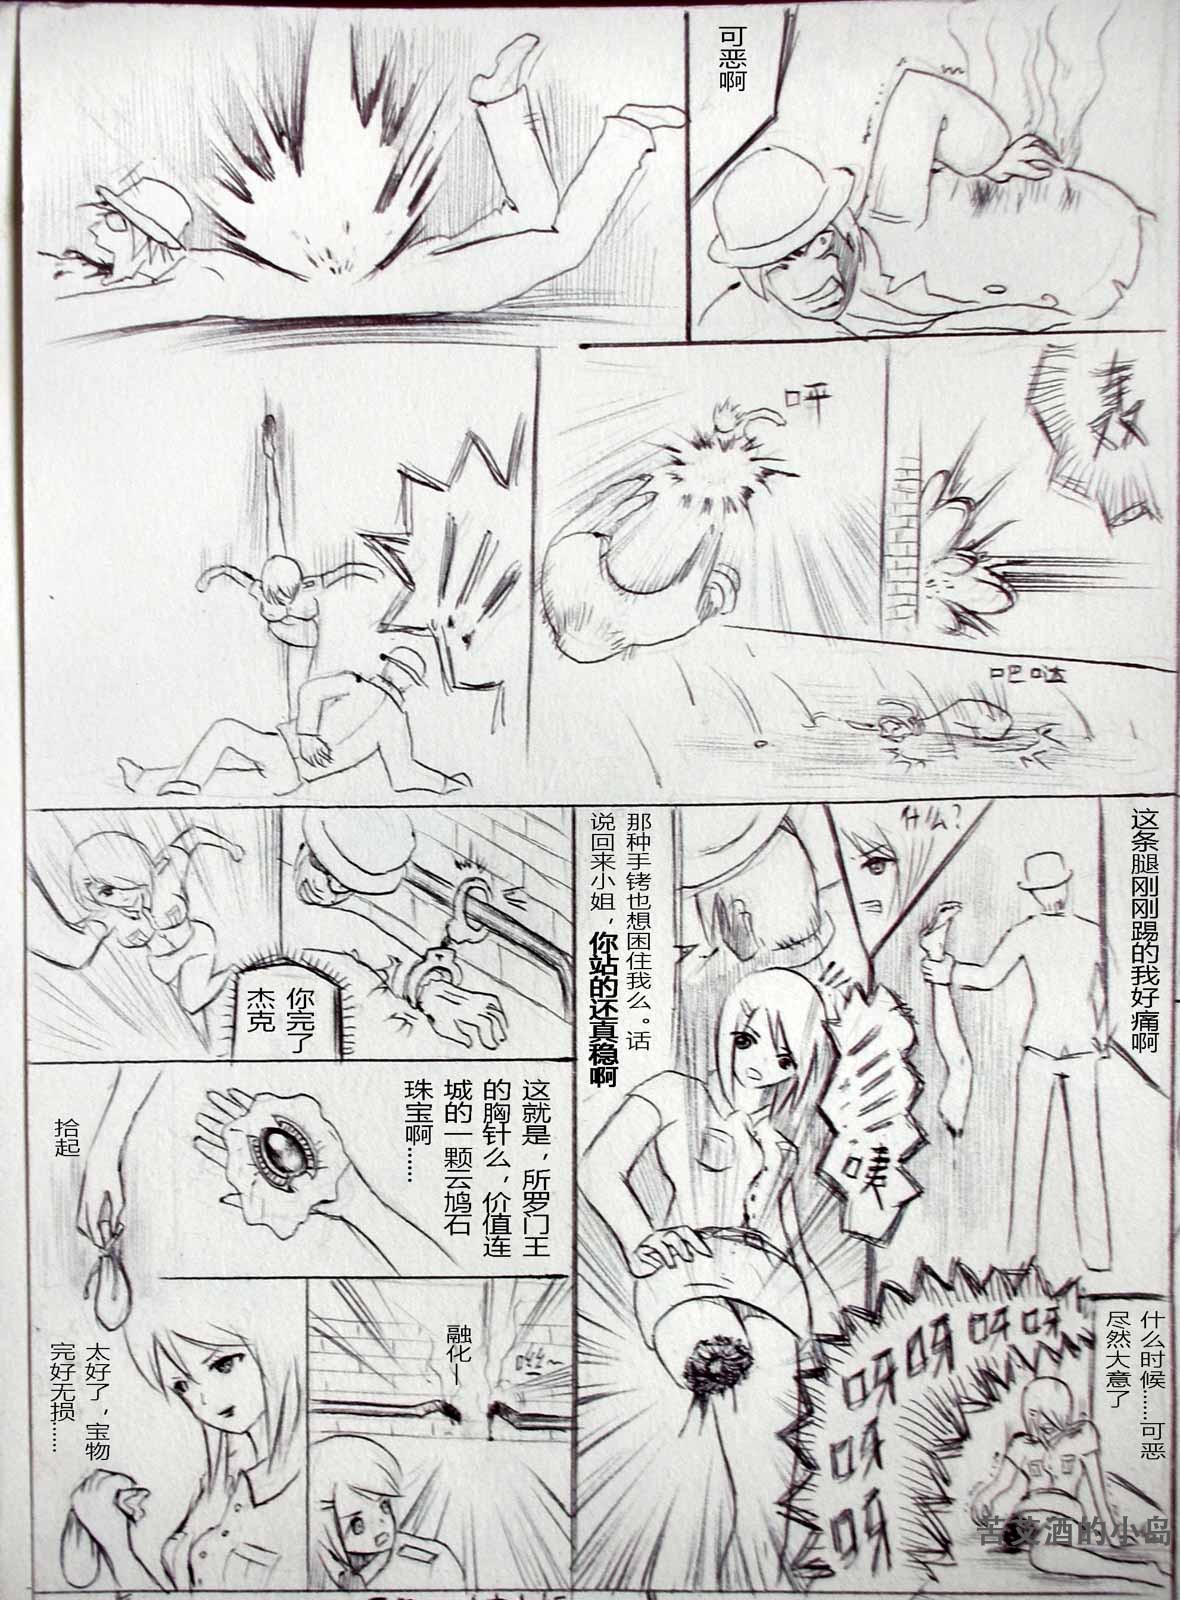 可恶啊
呀
吧哒
你完了
杰克
拾起
太好了，宝物
完好无损……
这就是，所罗门王
的胸针么，价值连
城的一颗云鸠石
珠宝啊……
融化—
那种手铐也想困住我么。话
说回来小姐，你站的还真稳啊
什么？
这条腿刚刚踢的我好痛啊
呀呀呀呀呀呀
什么时候……可恶
尽然大意了
苦艾酒的小岛